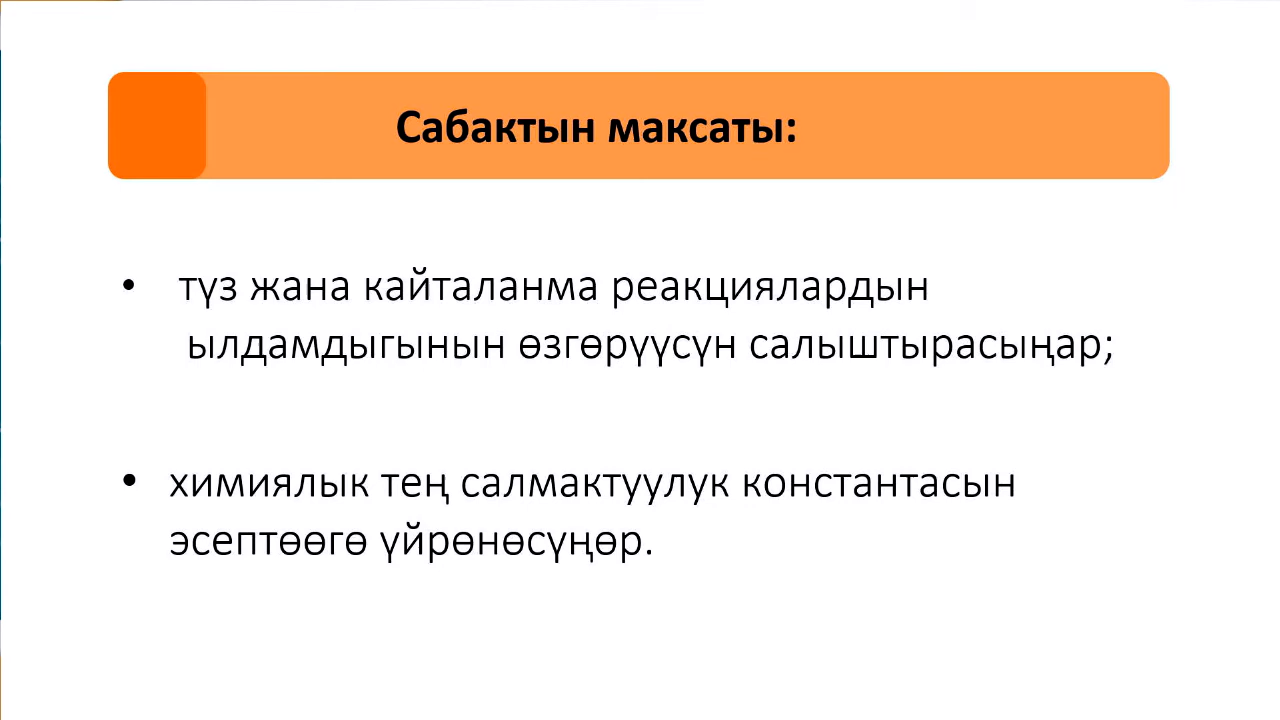 Сабактын максаты:
• түз жана кайталанма реакциялардын
ылдамдыгынын өзгөрүүсүн салыштырасыңар;
• химиялык тең салмактуулук константасын
эсептөөгө үйрөнөсүңөр.